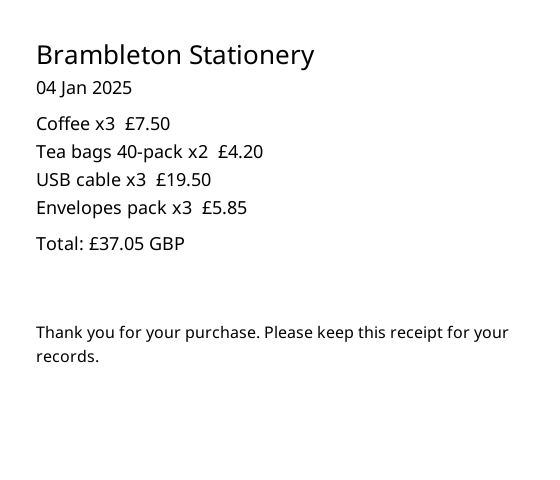 Brambleton Stationery
04 Jan 2025
Coffee x3 £7.50
Tea bags 40-pack x2 £4.20
USB cable x3 £19.50
Envelopes pack x3 £5.85
Total: £37.05 GBP
Thank you for your purchase. Please keep this receipt for your
records.